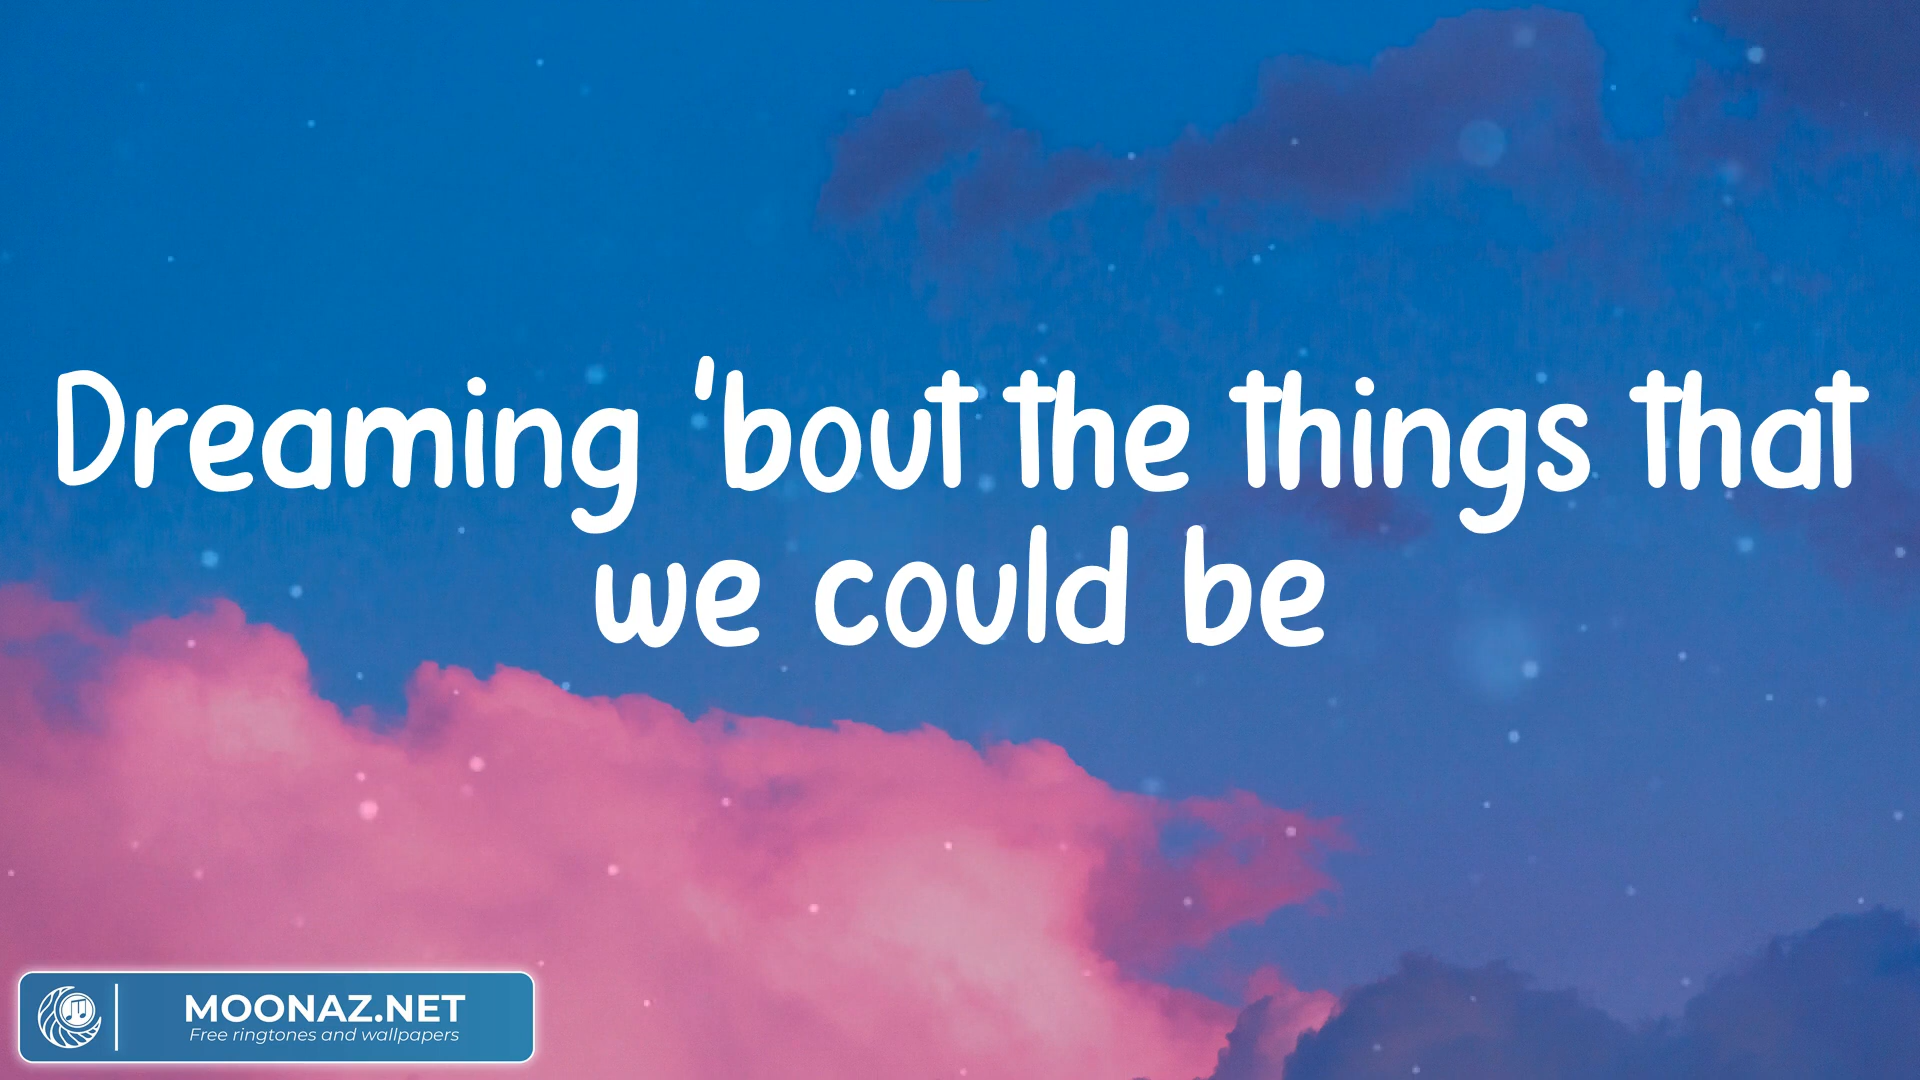 Dreaming 'bout the things that
we could be
MOONAZ.NET
Free ringtones and wallpapers